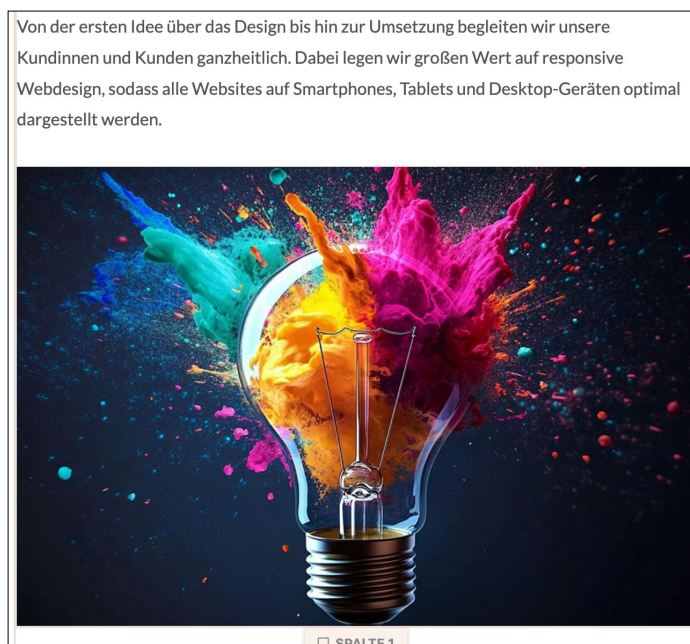 Von der ersten Idee über das Design bis hin zur Umsetzung begleiten wir unsere
Kundinnen und Kunden ganzheitlich. Dabei legen wir großen Wert auf responsive
Webdesign, sodass alle Websites auf Smartphones, Tablets und Desktop-Geräten optimal
dargestellt werden.
SPALTE 1